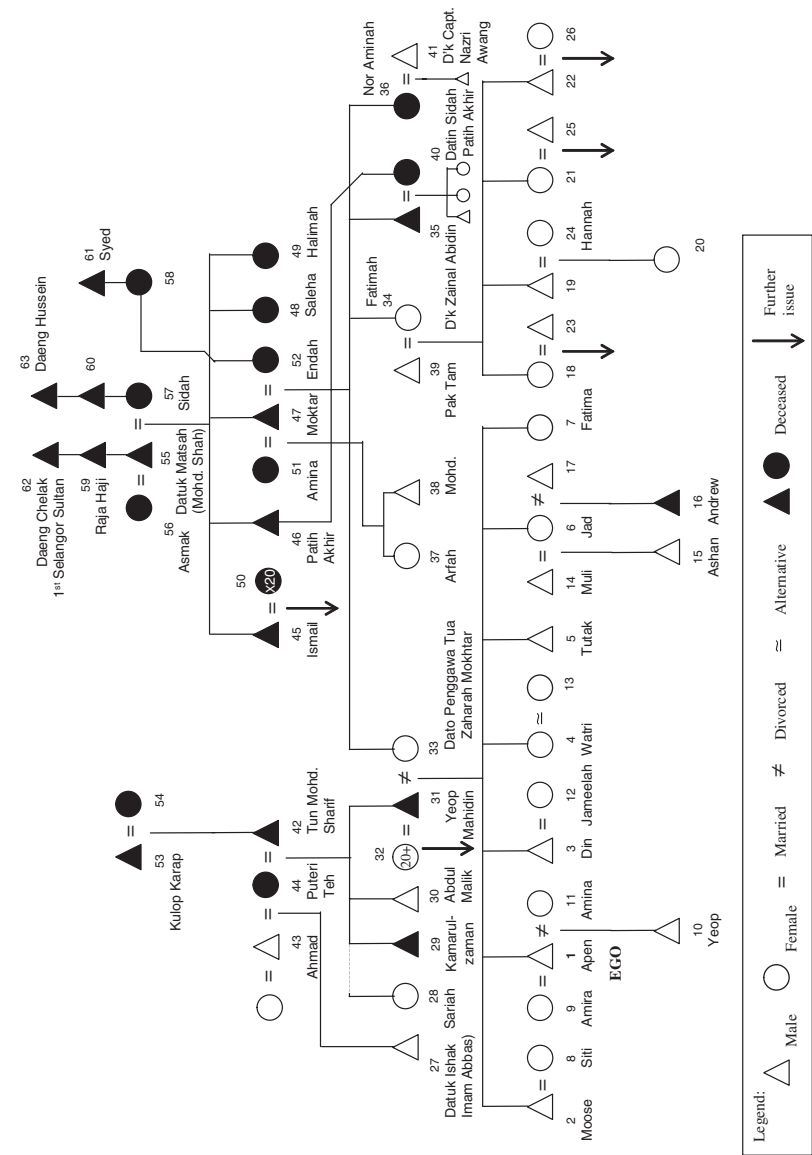 62
Daeng Chelak
1st Selangor Sultan
63
Daeng Hussein
59
Raja Haji
60
61
Syed
53
Kulop Karap
54
55
56
Datuk Matsah
(Mohd. Shah)
Asmak
57
Sidah
58
43
Ahmad
44
Puteri
Teh
42
Tun Mohd.
Sharif
45
Ismail
50
x20
46
Patih
Akhir
51
Amina
47
Moktar
52
Endah
48
Saleha
49
Halimah
27
Datuk Ishak
Imam Abbas)
28
Sariah
29
Kamarul-
zaman
30
Abdul
Malik
32
20+
31
Yeop
Mahidin
33
Dato Penggawa Tua
Zaharah Mokhtar
37
Arfah
38
Mohd.
39
Pak Tam
Fatimah
34
35
D'k Zainal Abidin
40
Datin Sidah
Patih Akhir
Nor Aminah
36
41
D'k Capt.
Nazri
Awang
2
Moose
8
Siti
9
Amira
1
Apen
EGO
11
Amina
3
Din
12
Jameelah
4
Watri
13
5
Tutak
14
Muli
6
Jad
17
7
Fatima
18
23
19
24
Hannah
21
25
22
26
10
Yeop
15
Ashan
16
Andrew
20
Legend:
Male
Female
= Married
≠ Divorced
≃ Alternative
Deceased
Further
issue